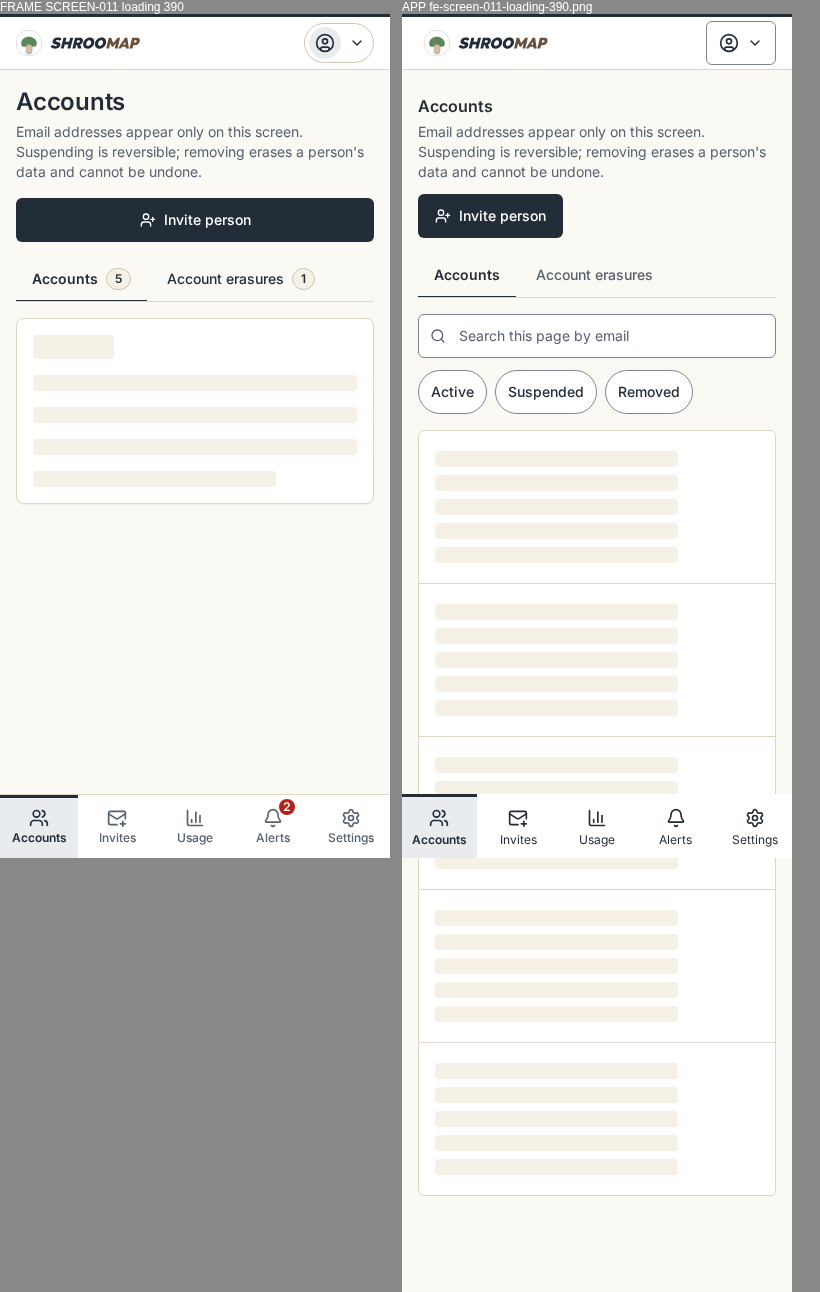 FRAME SCREEN-011 loading 390
SHROOMAP
Accounts
Email addresses appear only on this screen.
Suspending is reversible; removing erases a person's
data and cannot be undone.
Invite person
Accounts 5 Account erasures 1
Accounts Invites Usage Alerts 2 Settings
APP fe-screen-011-loading-390.png
SHROOMAP
Accounts
Email addresses appear only on this screen.
Suspending is reversible; removing erases a person's
data and cannot be undone.
Invite person
Accounts Account erasures
Search this page by email
Active Suspended Removed
Accounts Invites Usage Alerts Settings